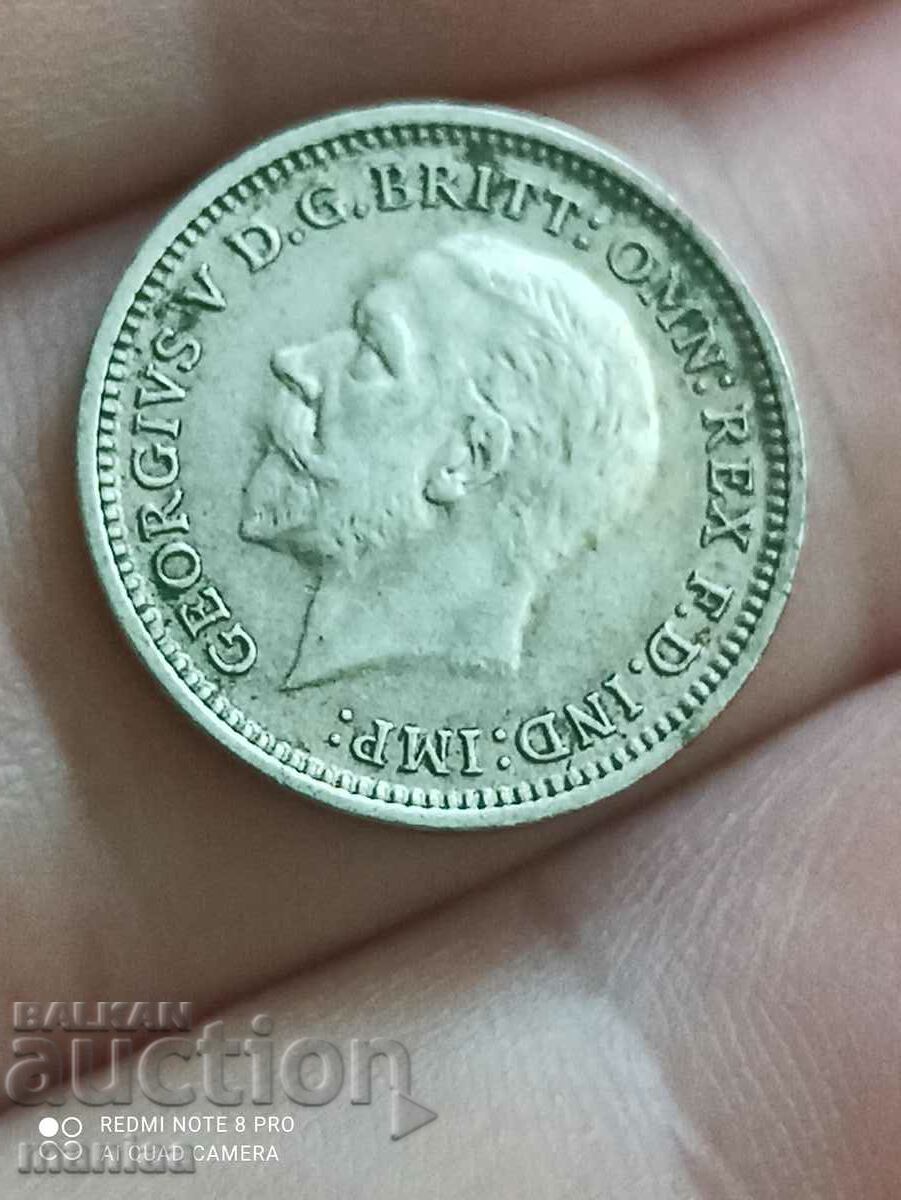 GEORGIVS V D.G.BRITT: OMN: REX F.D.IND:IMP:
BALKAN
auction
REDMI NOTE 8 PRO
AI QUAD CAMERA